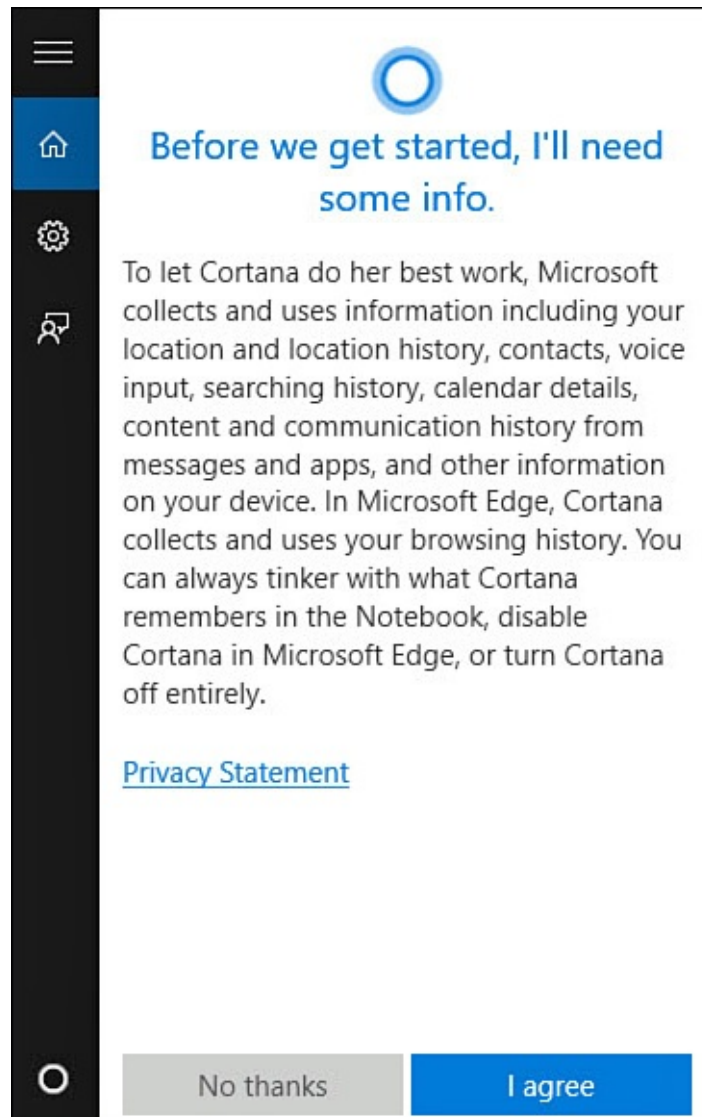 Before we get started, I'll need
some info.
To let Cortana do her best work, Microsoft
collects and uses information including your
location and location history, contacts, voice
input, searching history, calendar details,
content and communication history from
messages and apps, and other information
on your device. In Microsoft Edge, Cortana
collects and uses your browsing history. You
can always tinker with what Cortana
remembers in the Notebook, disable
Cortana in Microsoft Edge, or turn Cortana
off entirely.
Privacy Statement
No thanks
I agree